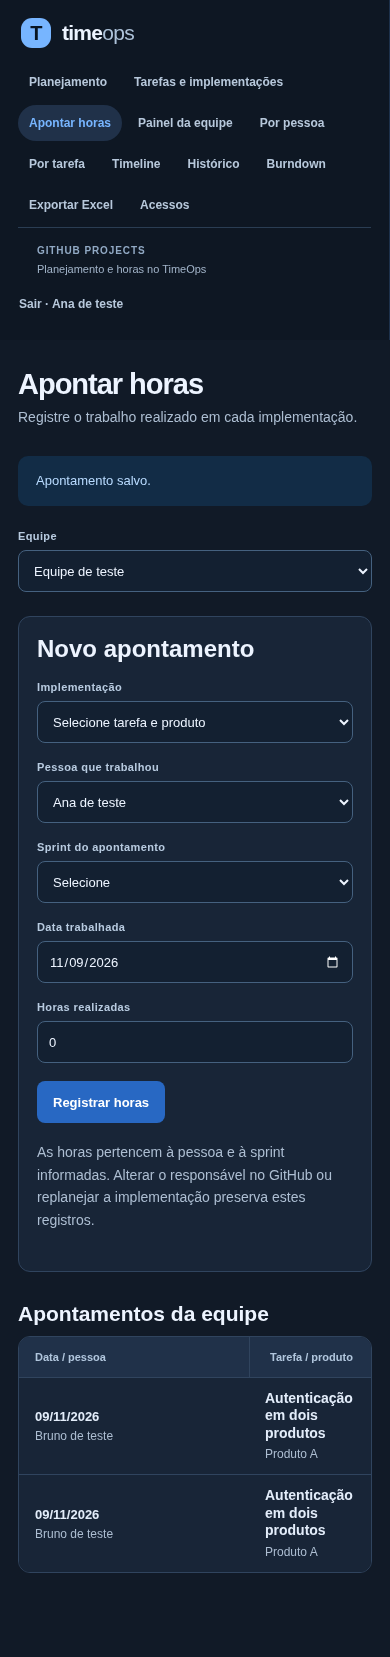 T timeops
Planejamento Tarefas e implementações
Apontar horas Painel da equipe Por pessoa
Por tarefa Timeline Histórico Burndown
Exportar Excel Acessos
GITHUB PROJECTS
Planejamento e horas no TimeOps
Sair · Ana de teste
Apontar horas
Registre o trabalho realizado em cada implementação.
Apontamento salvo.
Equipe
Equipe de teste
Novo apontamento
Implementação
Selecione tarefa e produto
Pessoa que trabalhou
Ana de teste
Sprint do apontamento
Selecione
Data trabalhada
11/09/2026
Horas realizadas
0
Registrar horas
As horas pertencem à pessoa e à sprint
informadas. Alterar o responsável no GitHub ou
replanejar a implementação preserva estes
registros.
Apontamentos da equipe
Data / pessoa Tarefa / produto
09/11/2026
Bruno de teste
Autenticação
em dois
produtos
Produto A
09/11/2026
Bruno de teste
Autenticação
em dois
produtos
Produto A